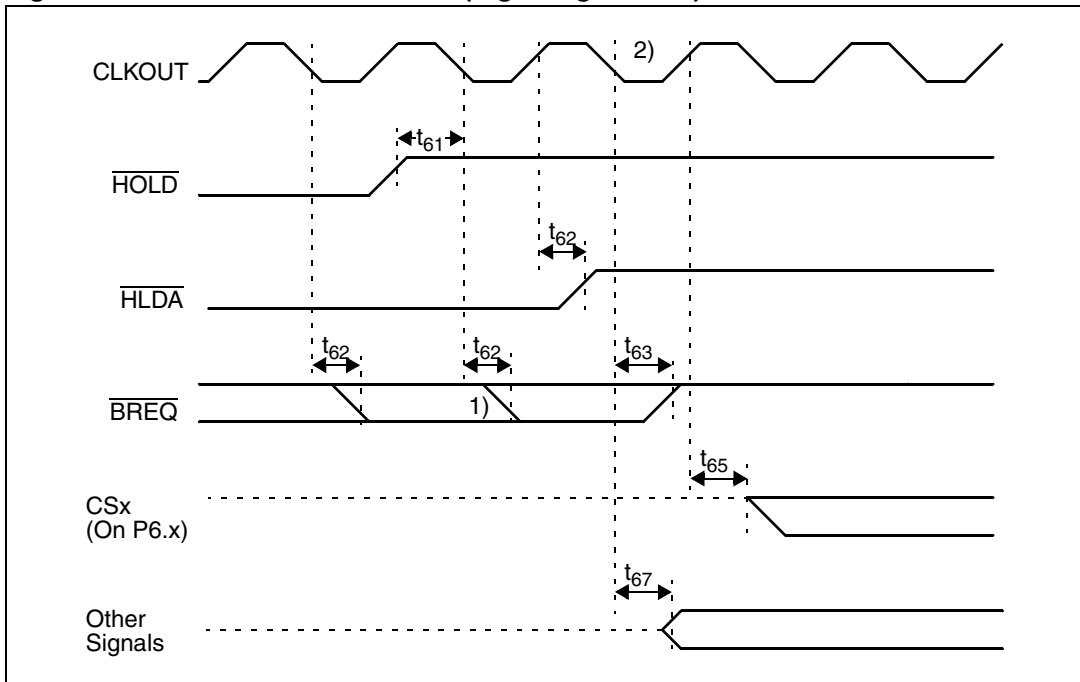 CLKOUT
2)
t61
HOLD
t62
HLDA
t62
t62
t63
BREQ
1)
t65
CSx
(On P6.x)
t67
Other
Signals